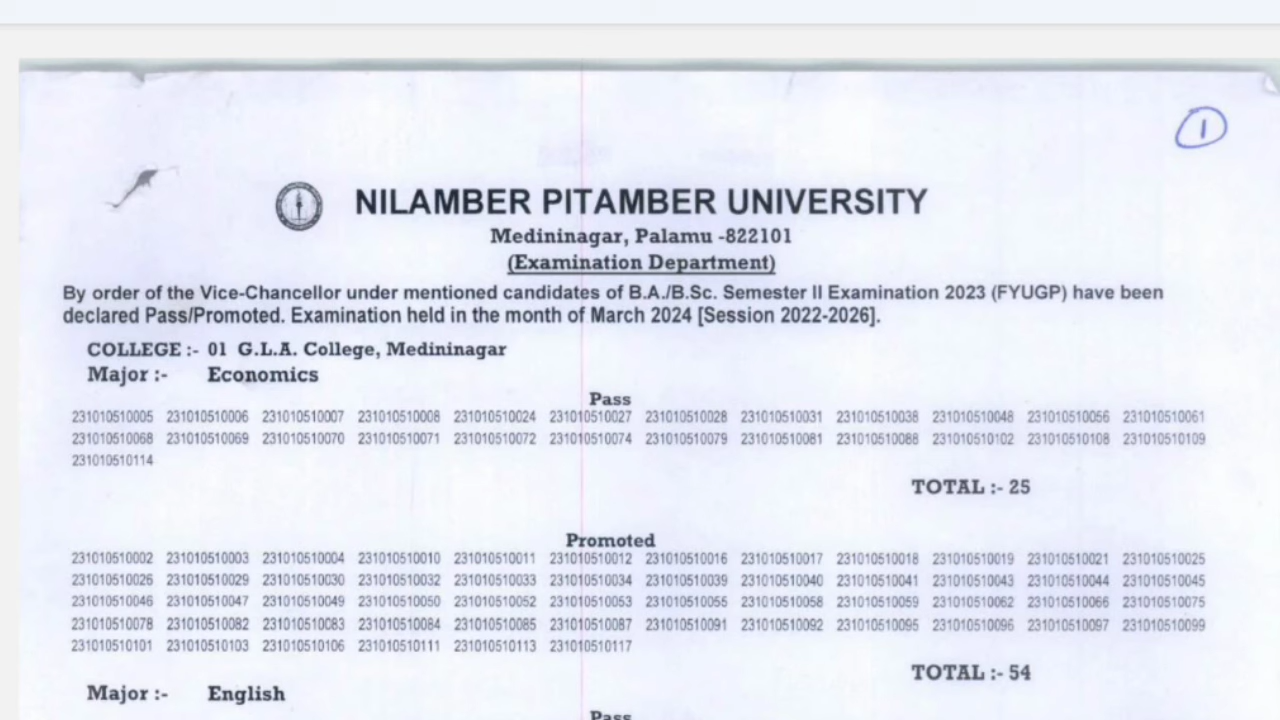 1
NILAMBER PITAMBER UNIVERSITY
Medininagar, Palamu -822101
(Examination Department)
By order of the Vice-Chancellor under mentioned candidates of B.A./B.Sc. Semester II Examination 2023 (FYUGP) have been
declared Pass/Promoted. Examination held in the month of March 2024 [Session 2022-2026].
COLLEGE :- 01 G.L.A. College, Medininagar
Major :- Economics
Pass
231010510005 231010510006 231010510007 231010510008 231010510024 231010510027 231010510028 231010510031 231010510038 231010510048 231010510056 231010510061
231010510068 231010510069 231010510070 231010510071 231010510072 231010510074 231010510079 231010510081 231010510088 231010510102 231010510108 231010510109
231010510114
TOTAL :- 25
Promoted
231010510002 231010510003 231010510004 231010510010 231010510011 231010510012 231010510016 231010510017 231010510018 231010510019 231010510021 231010510025
231010510026 231010510029 231010510030 231010510032 231010510033 231010510034 231010510039 231010510040 231010510041 231010510043 231010510044 231010510045
231010510046 231010510047 231010510049 231010510050 231010510052 231010510053 231010510055 231010510058 231010510059 231010510062 231010510066 231010510075
231010510078 231010510082 231010510083 231010510084 231010510085 231010510087 231010510091 231010510092 231010510095 231010510096 231010510097 231010510099
231010510101 231010510103 231010510106 231010510111 231010510113 231010510117
TOTAL :- 54
Major :- English
Pass